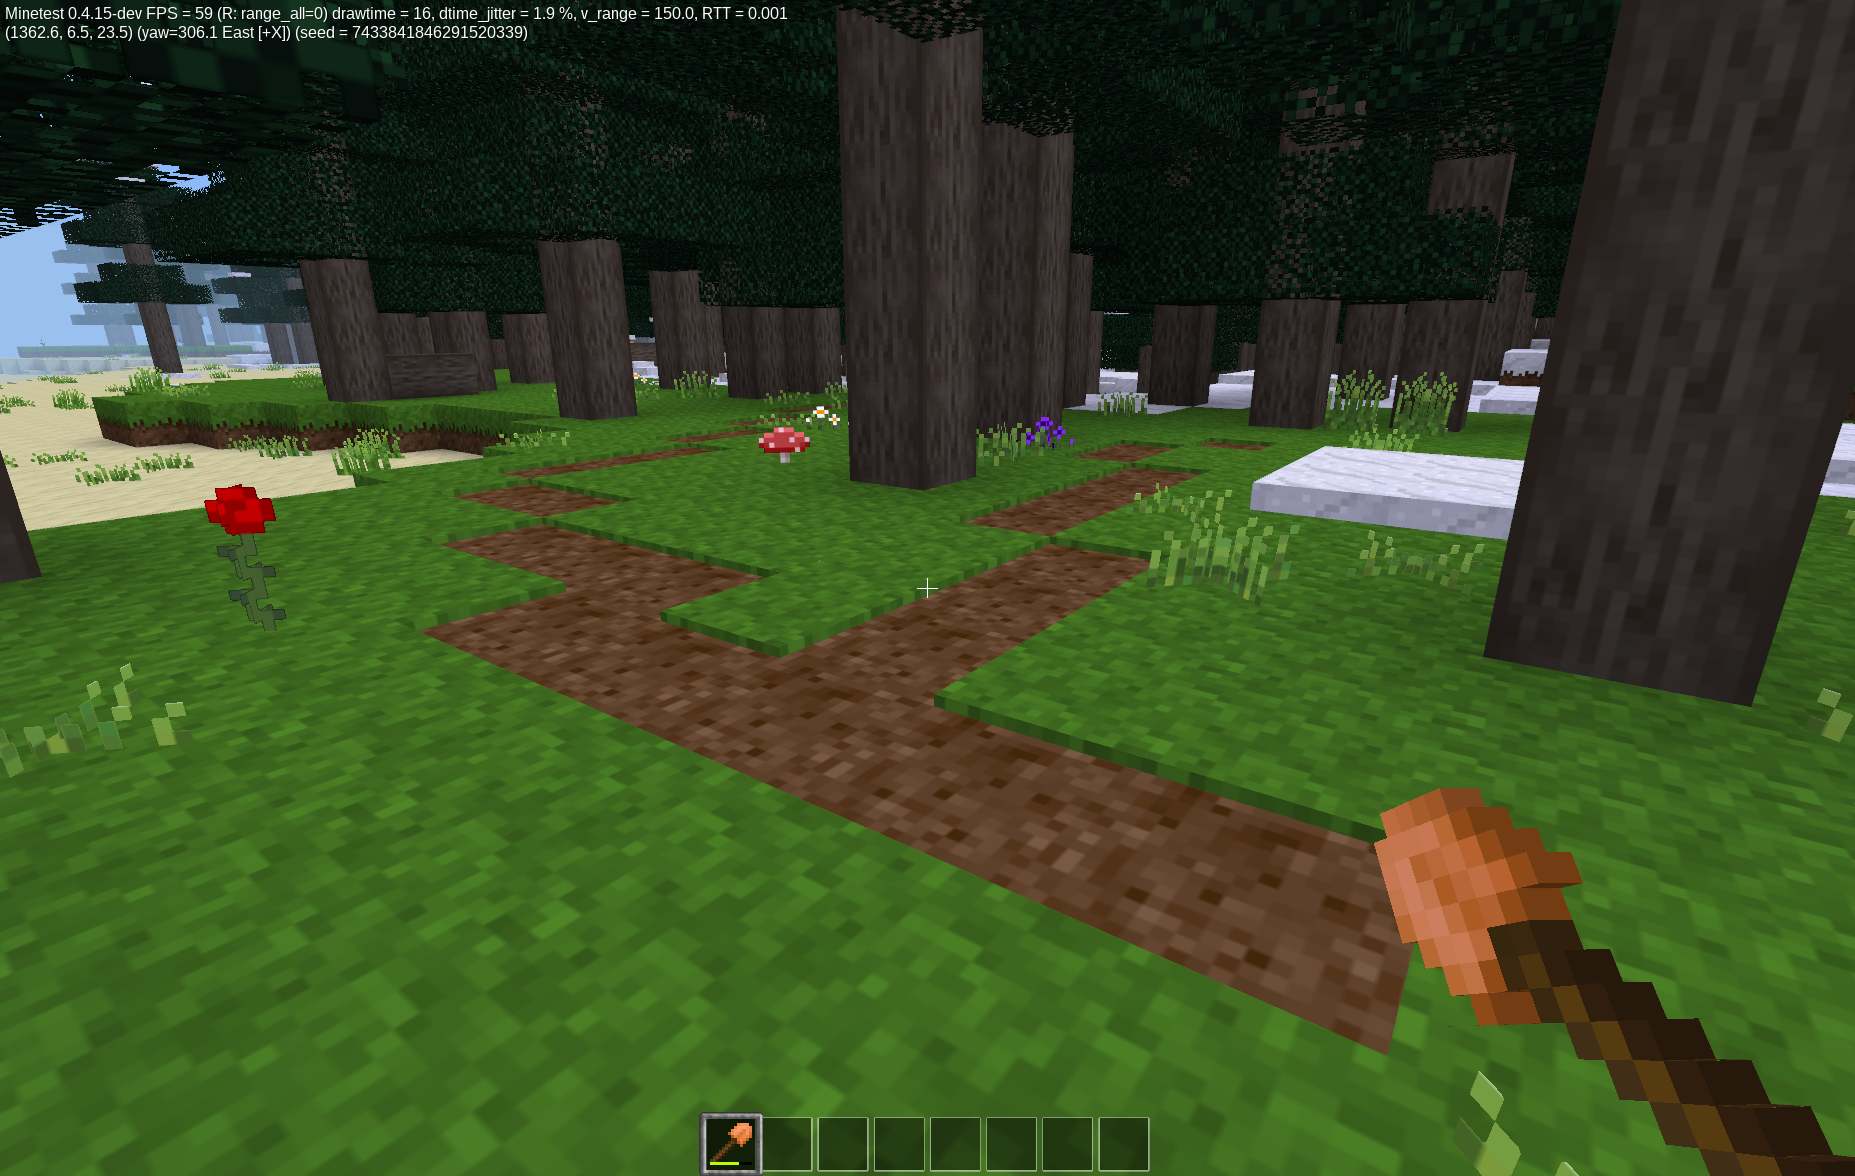 Minetest 0.4.15-dev FPS = 59 (R: range_all=0) drawtime = 16, dtime_jitter = 1.9 %, v_range = 150.0, RTT = 0.001
(1362.6, 6.5, 23.5) (yaw=306.1 East [+X]) (seed = 7433841846291520339)